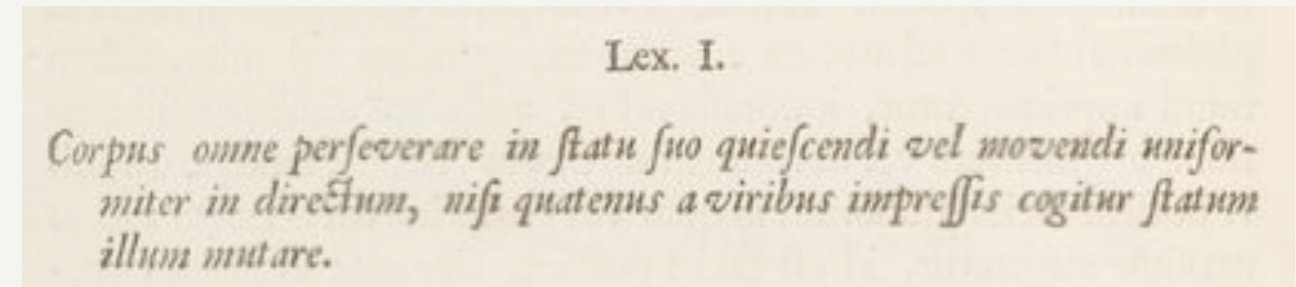 Lex. I.
Corpus omne perſeverare in ſtatu ſuo quieſcendi vel movendi unifor-
miter in directum, niſi quatenus a viribus impreſſis cogitur ſtatum
illum mutare.